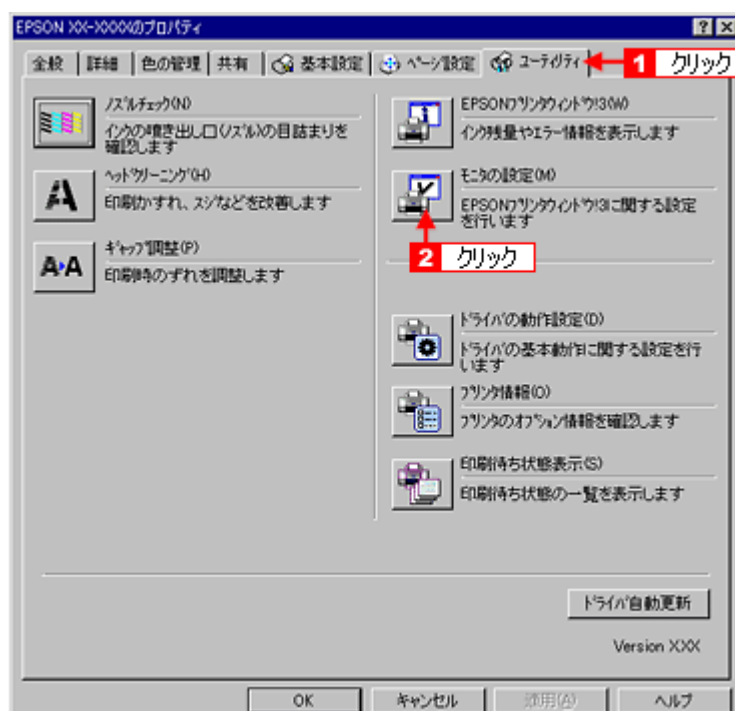 EPSON XX-XXXXのプロパティ
全般 詳細 色の管理 共有 基本設定 ページ設定 ユーティリティ
1 クリック
ノズルチェック(N)
インクの噴き出し口(ノズル)の目詰まりを
確認します
ヘッドクリーニング(H)
印刷かすれ、スジなどを改善します
ギャップ調整(P)
印刷時のずれを調整します
EPSONプリンタウィンドウ!3(W)
インク残量やエラー情報を表示します
モニタの設定(M)
EPSONプリンタウィンドウ!3に関する設定
を行います
2 クリック
ドライバの動作設定(D)
ドライバの基本動作に関する設定を行
います
プリンタ情報(O)
プリンタのオプション情報を確認します
印刷待ち状態表示(S)
印刷待ち状態の一覧を表示します
ドライバ自動更新
Version XXX
OK キャンセル 適用(A) ヘルプ